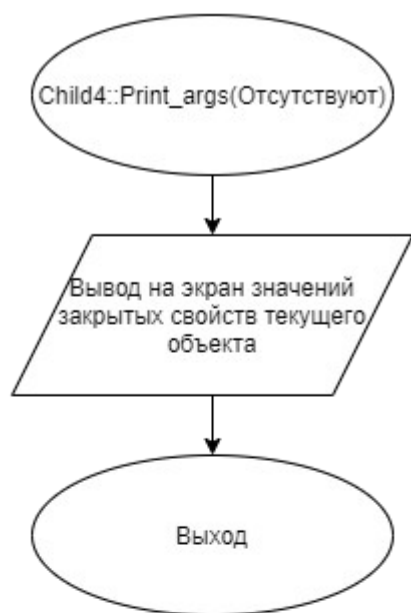 Child4::Print_args(Отсутствуют)
Вывод на экран значений
закрытых свойств текущего
объекта
Выход